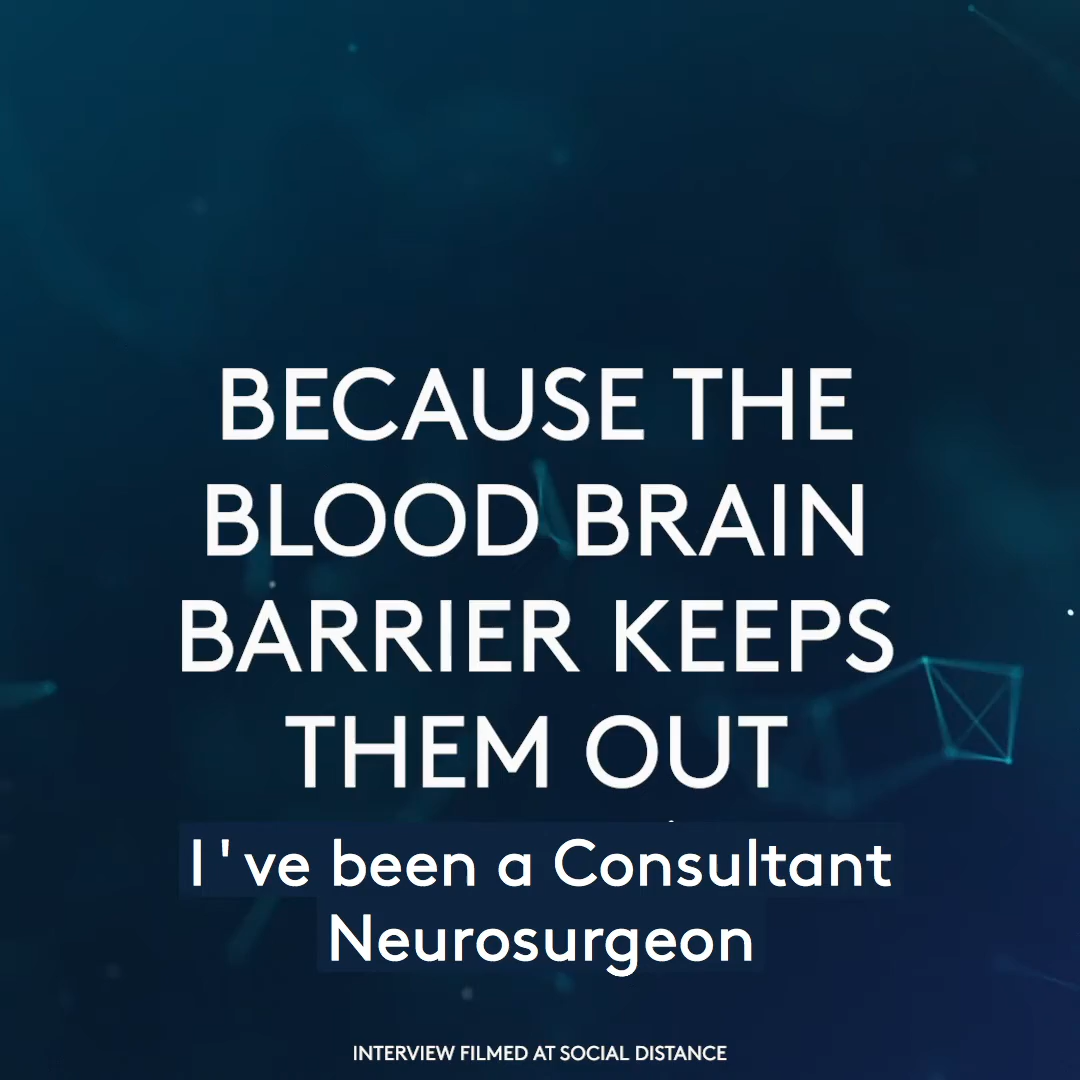 BECAUSE THE
BLOOD BRAIN
BARRIER KEEPS
THEM OUT
I've been a Consultant
Neurosurgeon
INTERVIEW FILMED AT SOCIAL DISTANCE